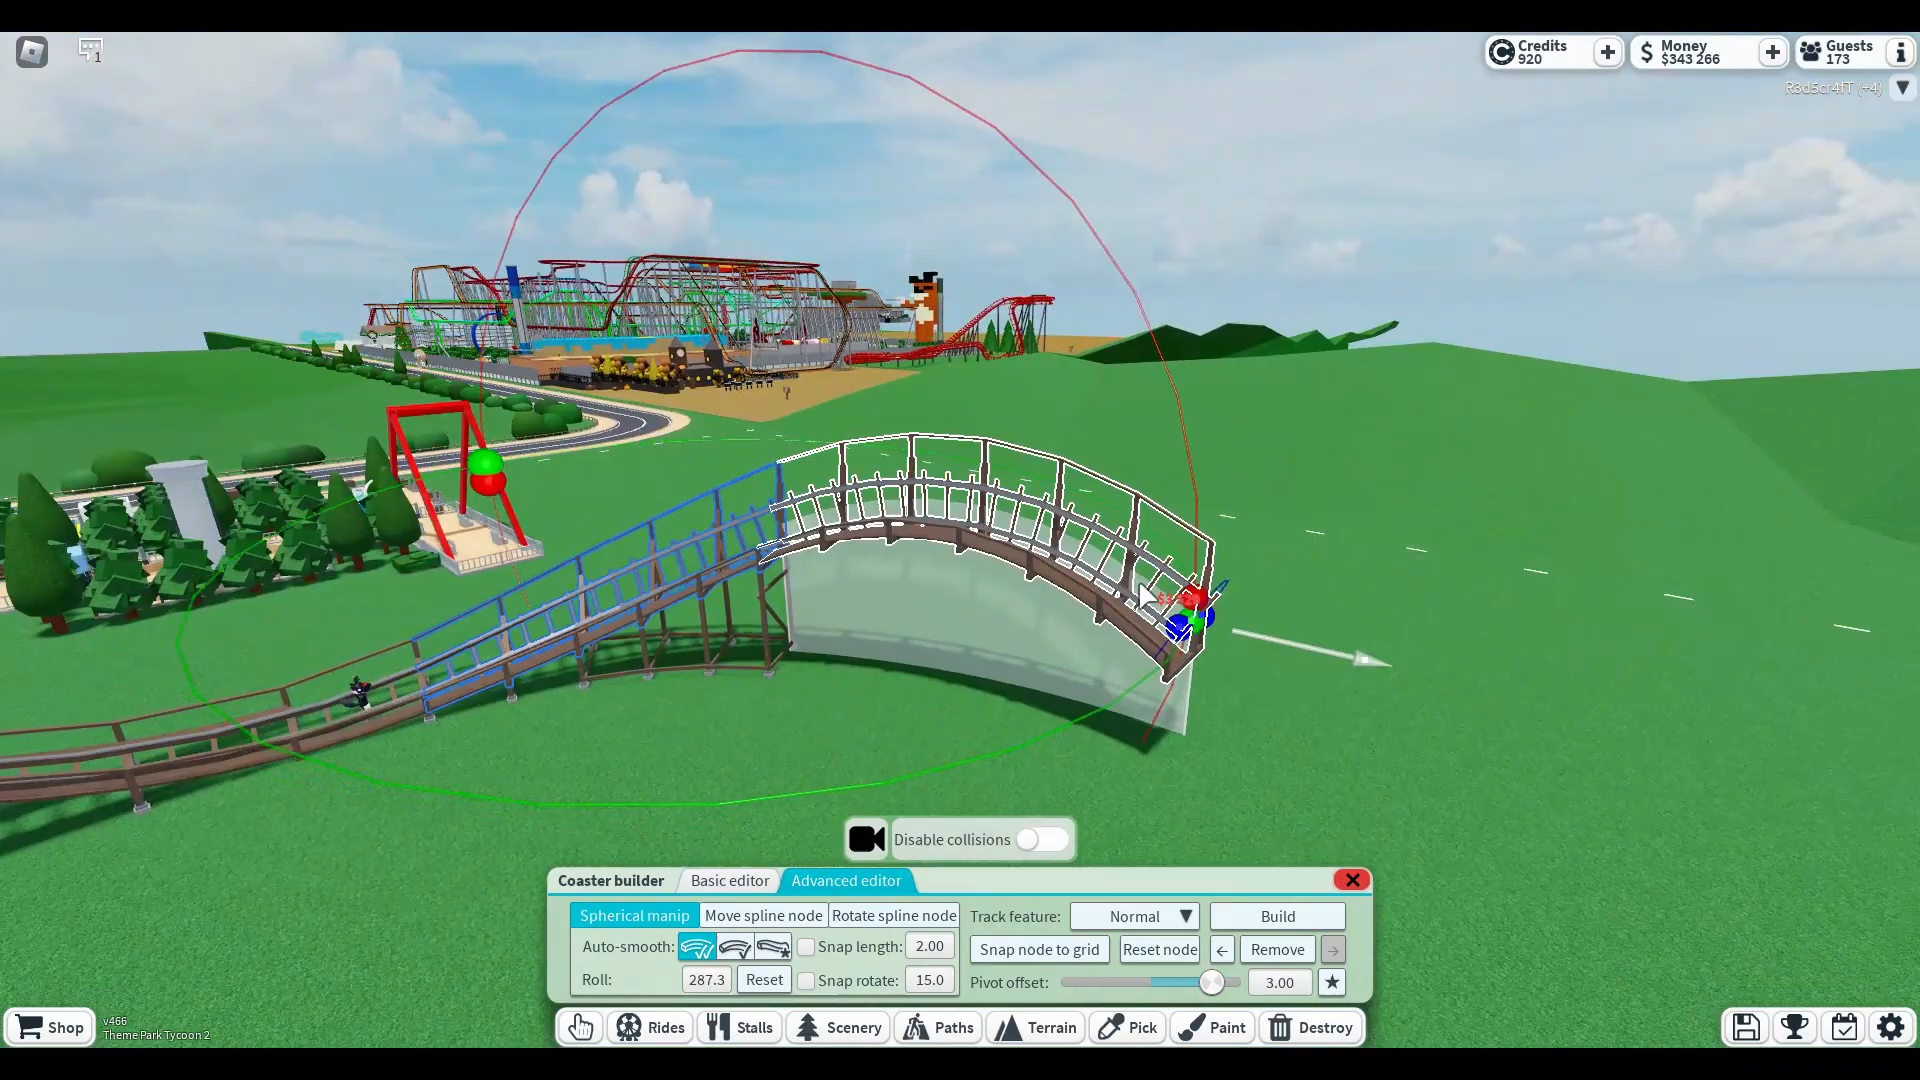 1
Credits
920
Money
$343 266
Guests
173
R3d5cr4fT (+4)
Disable collisions
Coaster builder
Basic editor
Advanced editor
Spherical manip
Move spline node
Rotate spline node
Track feature:
Normal
Build
Auto-smooth:
Snap length:
2.00
Snap node to grid
Reset node
Remove
Roll:
287.3
Reset
Snap rotate:
15.0
Pivot offset:
3.00
Shop
v466
Theme Park Tycoon 2
Rides
Stalls
Scenery
Paths
Terrain
Pick
Paint
Destroy